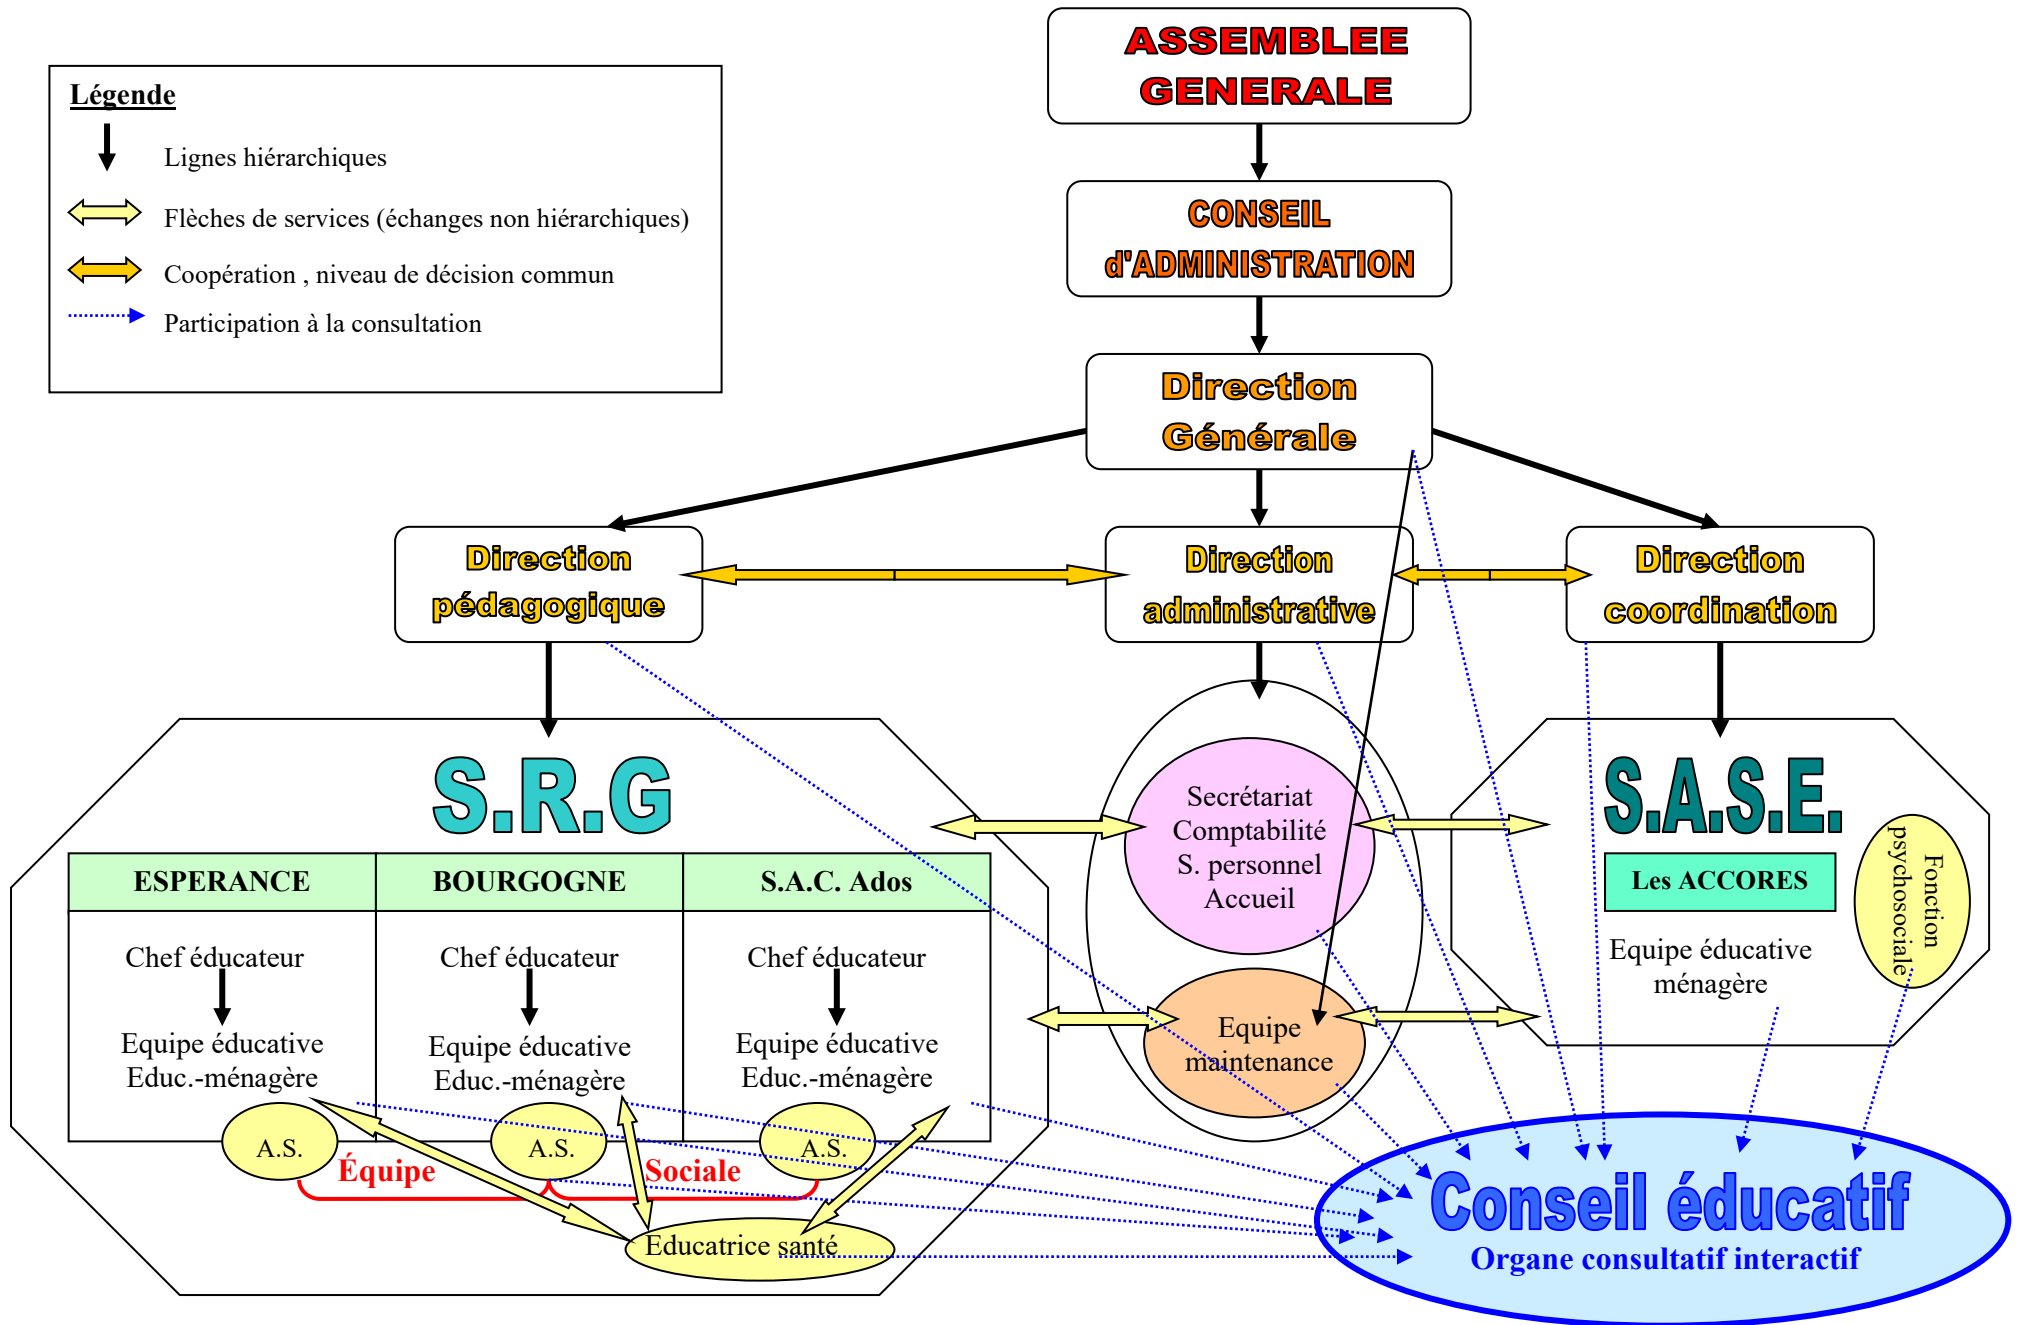 ASSEMBLEE
GENERALE
Légende
Lignes hiérarchiques
Flèches de services (échanges non hiérarchiques)
Coopération , niveau de décision commun
Participation à la consultation
CONSEIL
d'ADMINISTRATION
Direction
Générale
Direction
pédagogique
Direction
administrative
Direction
coordination
S.R.G
ESPERANCE
BOURGOGNE
S.A.C. Ados
Chef éducateur
Equipe éducative
Educ.-ménagère
A.S.
Chef éducateur
Equipe éducative
Educ.-ménagère
A.S.
Chef éducateur
Equipe éducative
Educ.-ménagère
A.S.
Équipe
Sociale
Educatrice santé
Secrétariat
Comptabilité
S. personnel
Accueil
Equipe
maintenance
S.A.S.E.
Les ACCORES
Equipe éducative
ménagère
Fonction
psychosociale
Conseil éducatif
Organe consultatif interactif